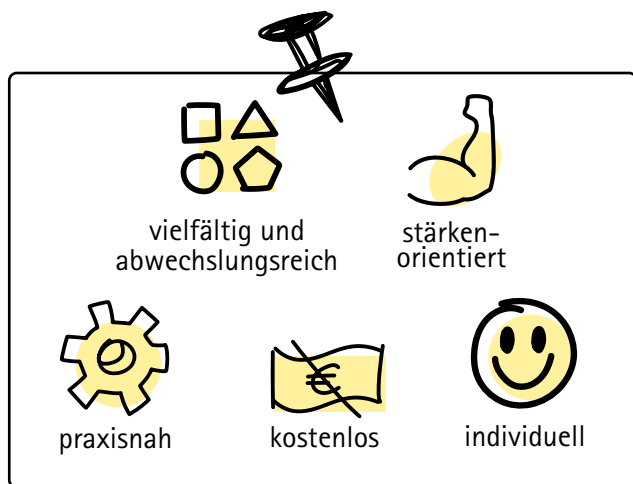 vielfältig und
abwechslungsreich
stärken-
orientiert
praxisnah
kostenlos
individuell